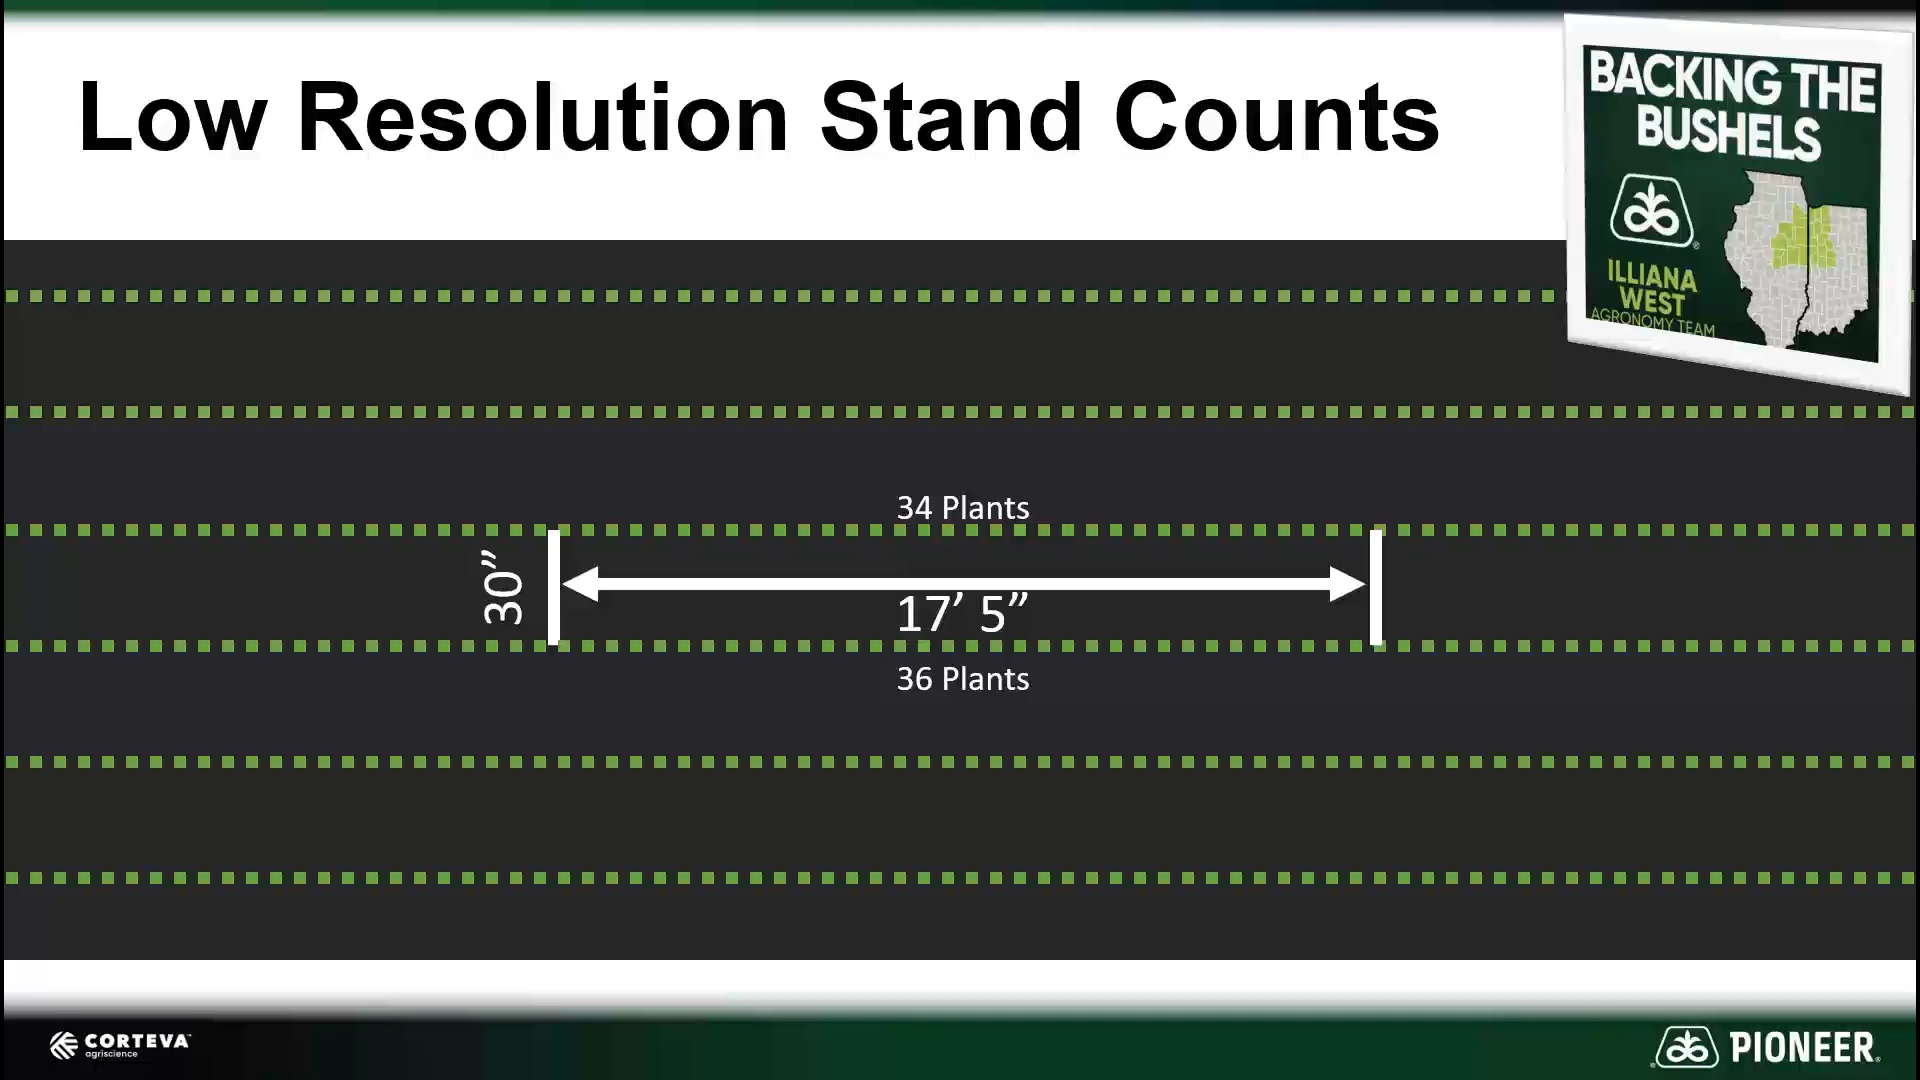 Low Resolution Stand Counts
BACKING THE
BUSHELS
ILLIANA
WEST
AGRONOMY TEAM
34 Plants
30”
17’ 5”
36 Plants
CORTEVA™
agriscience
PIONEER®